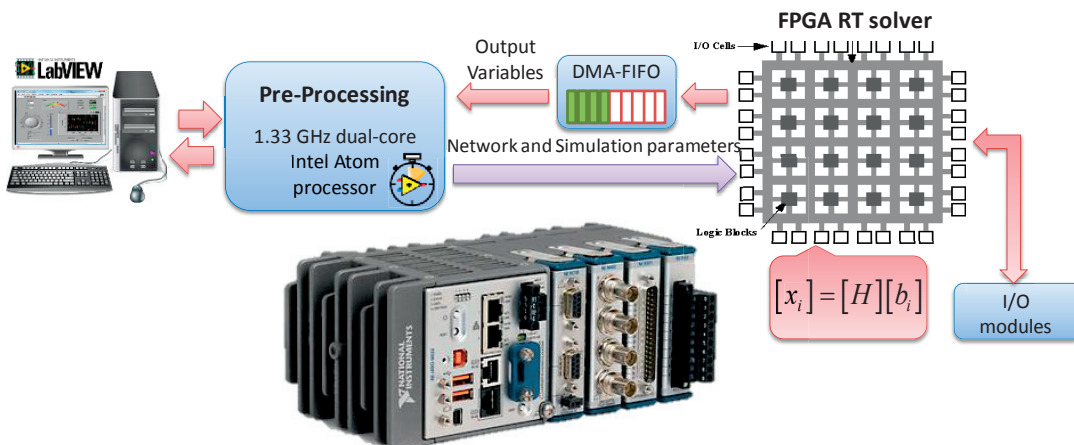 FPGA RT solver
LabVIEW
Pre-Processing
1.33 GHz dual-core
Intel Atom
processor
Output
Variables
DMA-FIFO
Network and Simulation parameters
I/O Cells
Logic Blocks
[x_i] = [H][b_i]
I/O
modules
NATIONAL
INSTRUMENTS